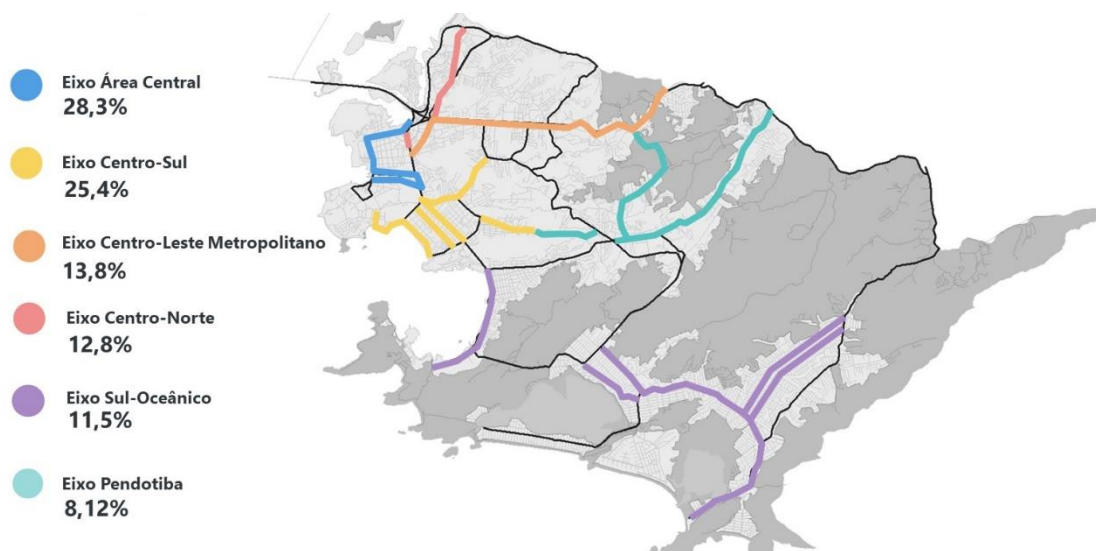 Eixo Área Central
28,3%
Eixo Centro-Sul
25,4%
Eixo Centro-Leste Metropolitano
13,8%
Eixo Centro-Norte
12,8%
Eixo Sul-Oceânico
11,5%
Eixo Pendotiba
8,12%